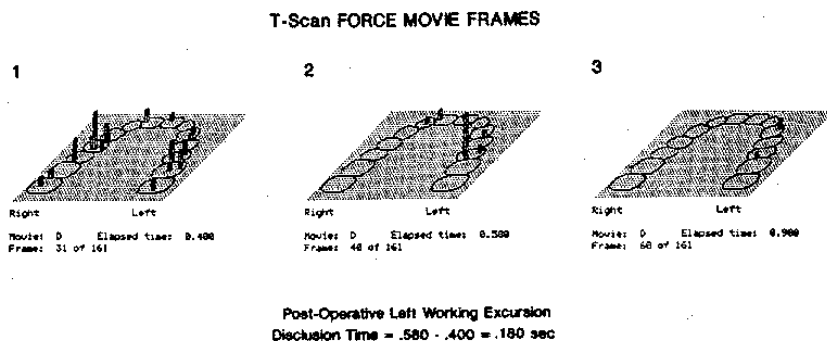 T-Scan FORCE MOVIE FRAMES
1
2
3
Right Left
Movie: D Elapsed time: 0.400
Frame: 31 of 161
Right Left
Movie: D Elapsed time: 0.580
Frame: 40 of 161
Right Left
Movie: D Elapsed time: 0.900
Frame: 60 of 161
Post-Operative Left Working Excursion
Disclusion Time = .580 - .400 = .180 sec